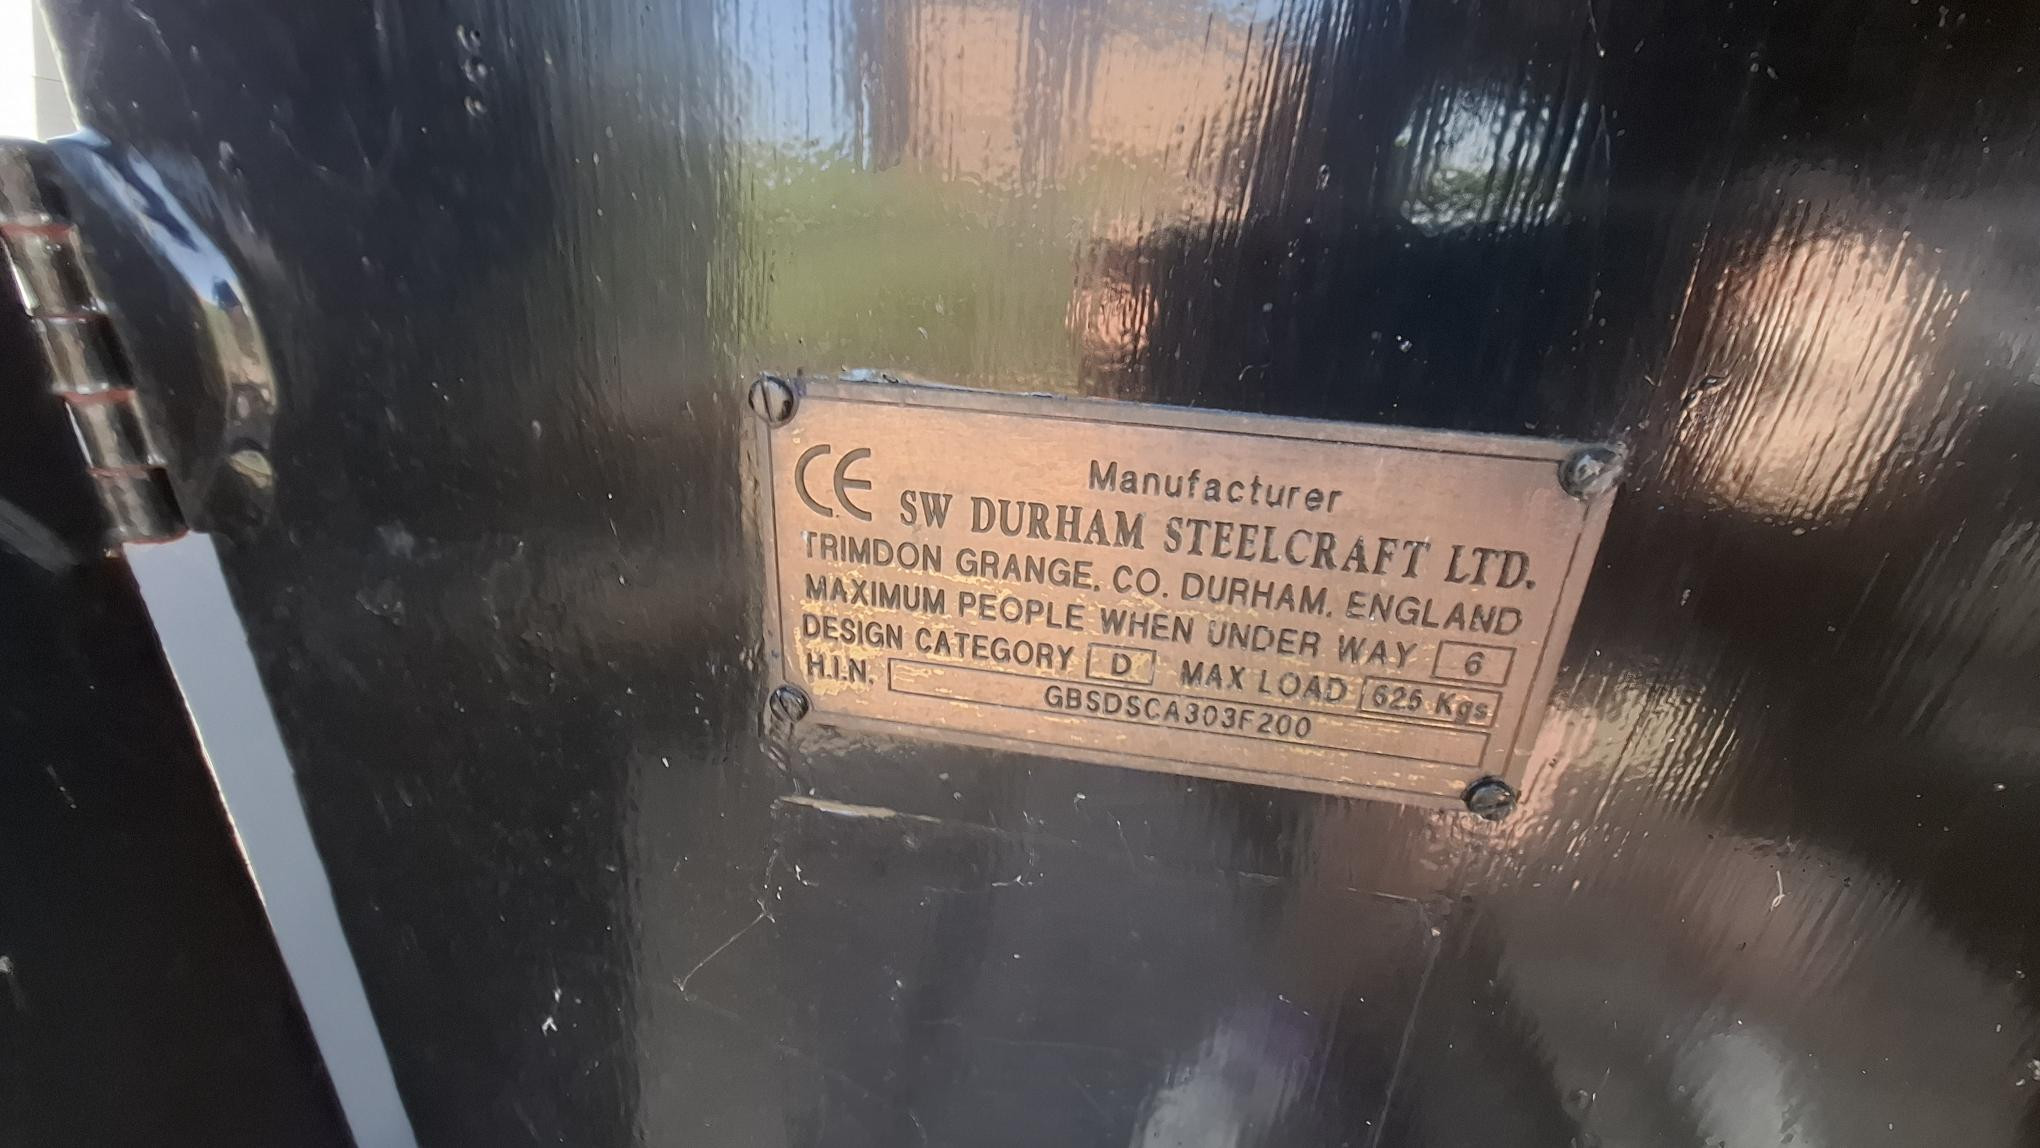 CE Manufacturer
SW DURHAM STEELCRAFT LTD.
TRIMDON GRANGE, CO. DURHAM, ENGLAND
MAXIMUM PEOPLE WHEN UNDER WAY 6
DESIGN CATEGORY D MAX LOAD 625 Kgs
H.I.N. GBSDSCA303F200